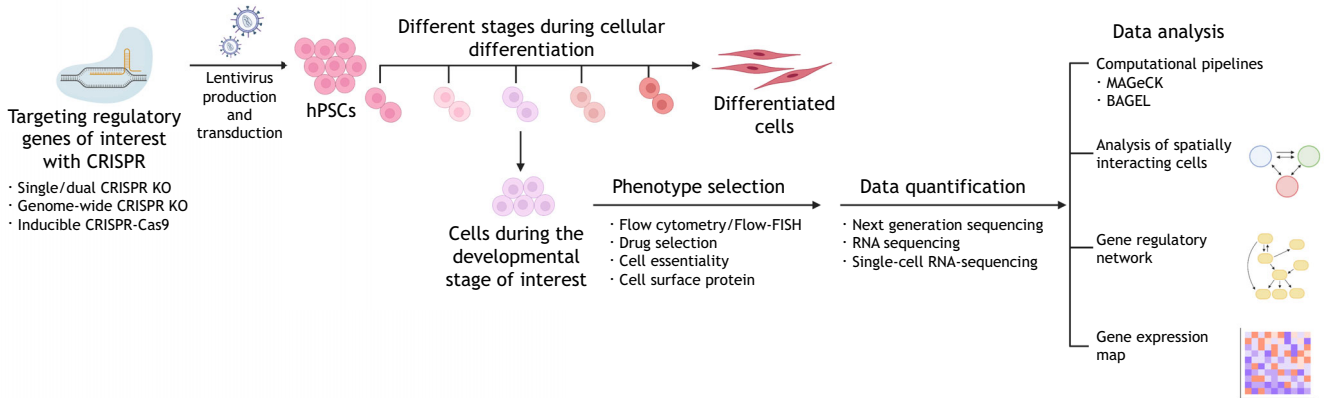 Targeting regulatory
genes of interest
with CRISPR
· Single/dual CRISPR KO
· Genome-wide CRISPR KO
· Inducible CRISPR-Cas9
Lentivirus
production
and
transduction
hPSCs
Different stages during cellular
differentiation
Differentiated
cells
Cells during the
developmental
stage of interest
Phenotype selection
· Flow cytometry/Flow-FISH
· Drug selection
· Cell essentiality
· Cell surface protein
Data quantification
· Next generation sequencing
· RNA sequencing
· Single-cell RNA-sequencing
Data analysis
Computational pipelines
· MAGeCK
· BAGEL
Analysis of spatially
interacting cells
Gene regulatory
network
Gene expression
map